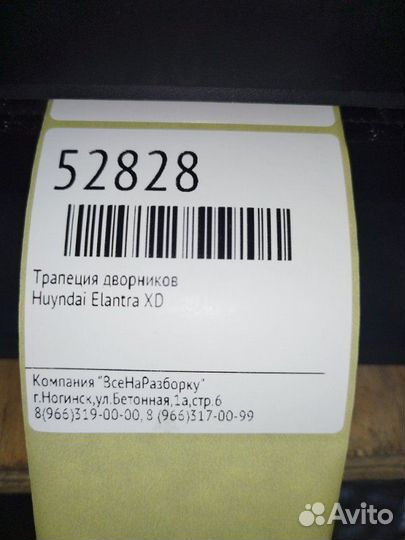 52828
Трапеция дворников
Huyndai Elantra XD
Компания "ВсеНаРазборку"
г.Ногинск,ул.Бетонная,1а,стр.6
8(966)319-00-00, 8 (966)317-00-99
Avito